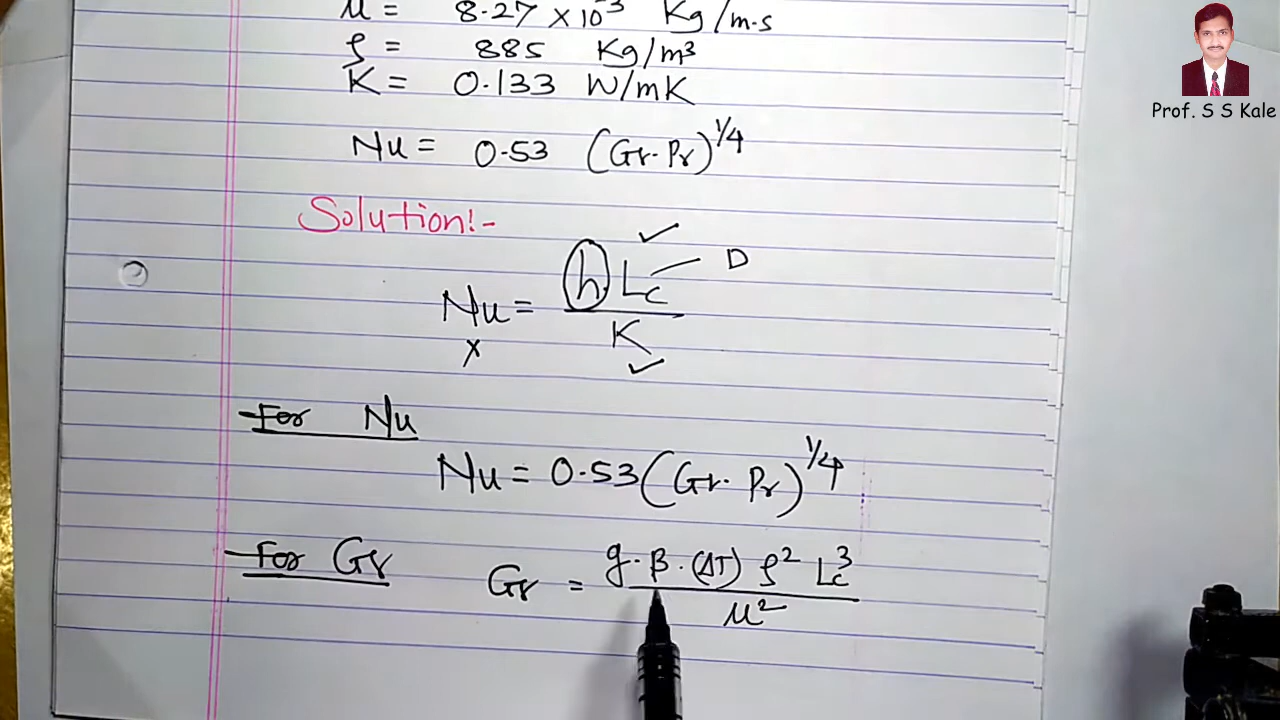 μ = 8.27 × 10⁻³ Kg/m·s
ρ = 885 Kg/m³
K = 0.133 W/mK
Prof. S S Kale
Nu = 0.53 (Gr·Pr)^1/4
Solution:-
Nu = h Lc / K
D
For Nu
Nu = 0.53 (Gr·Pr)^1/4
For Gr Gr = g·β·(ΔT) ρ² Lc³ / μ²